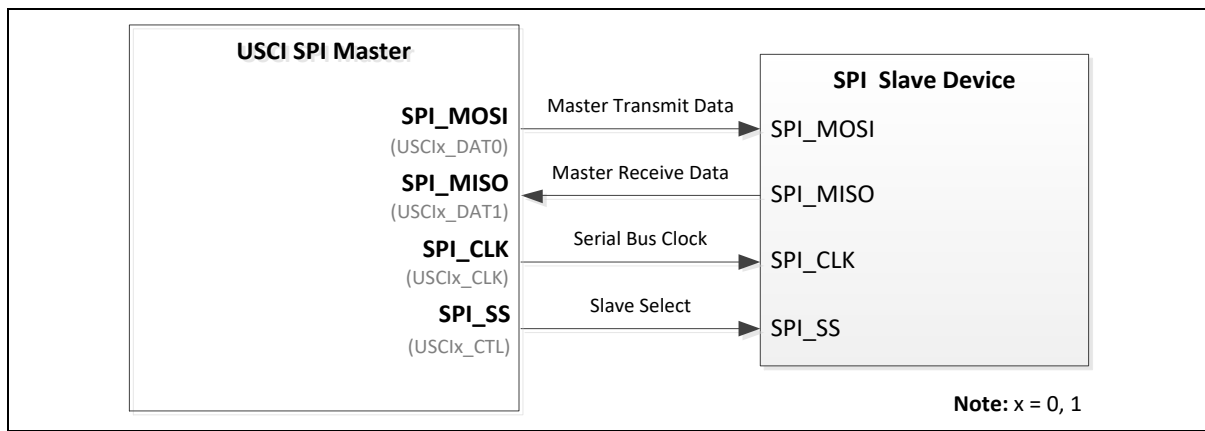 USCI SPI Master
SPI Slave Device
SPI_MOSI
(USCIx_DAT0)
Master Transmit Data
SPI_MOSI
SPI_MISO
(USCIx_DAT1)
Master Receive Data
SPI_MISO
SPI_CLK
(USCIx_CLK)
Serial Bus Clock
SPI_CLK
SPI_SS
(USCIx_CTL)
Slave Select
SPI_SS
Note: x = 0, 1